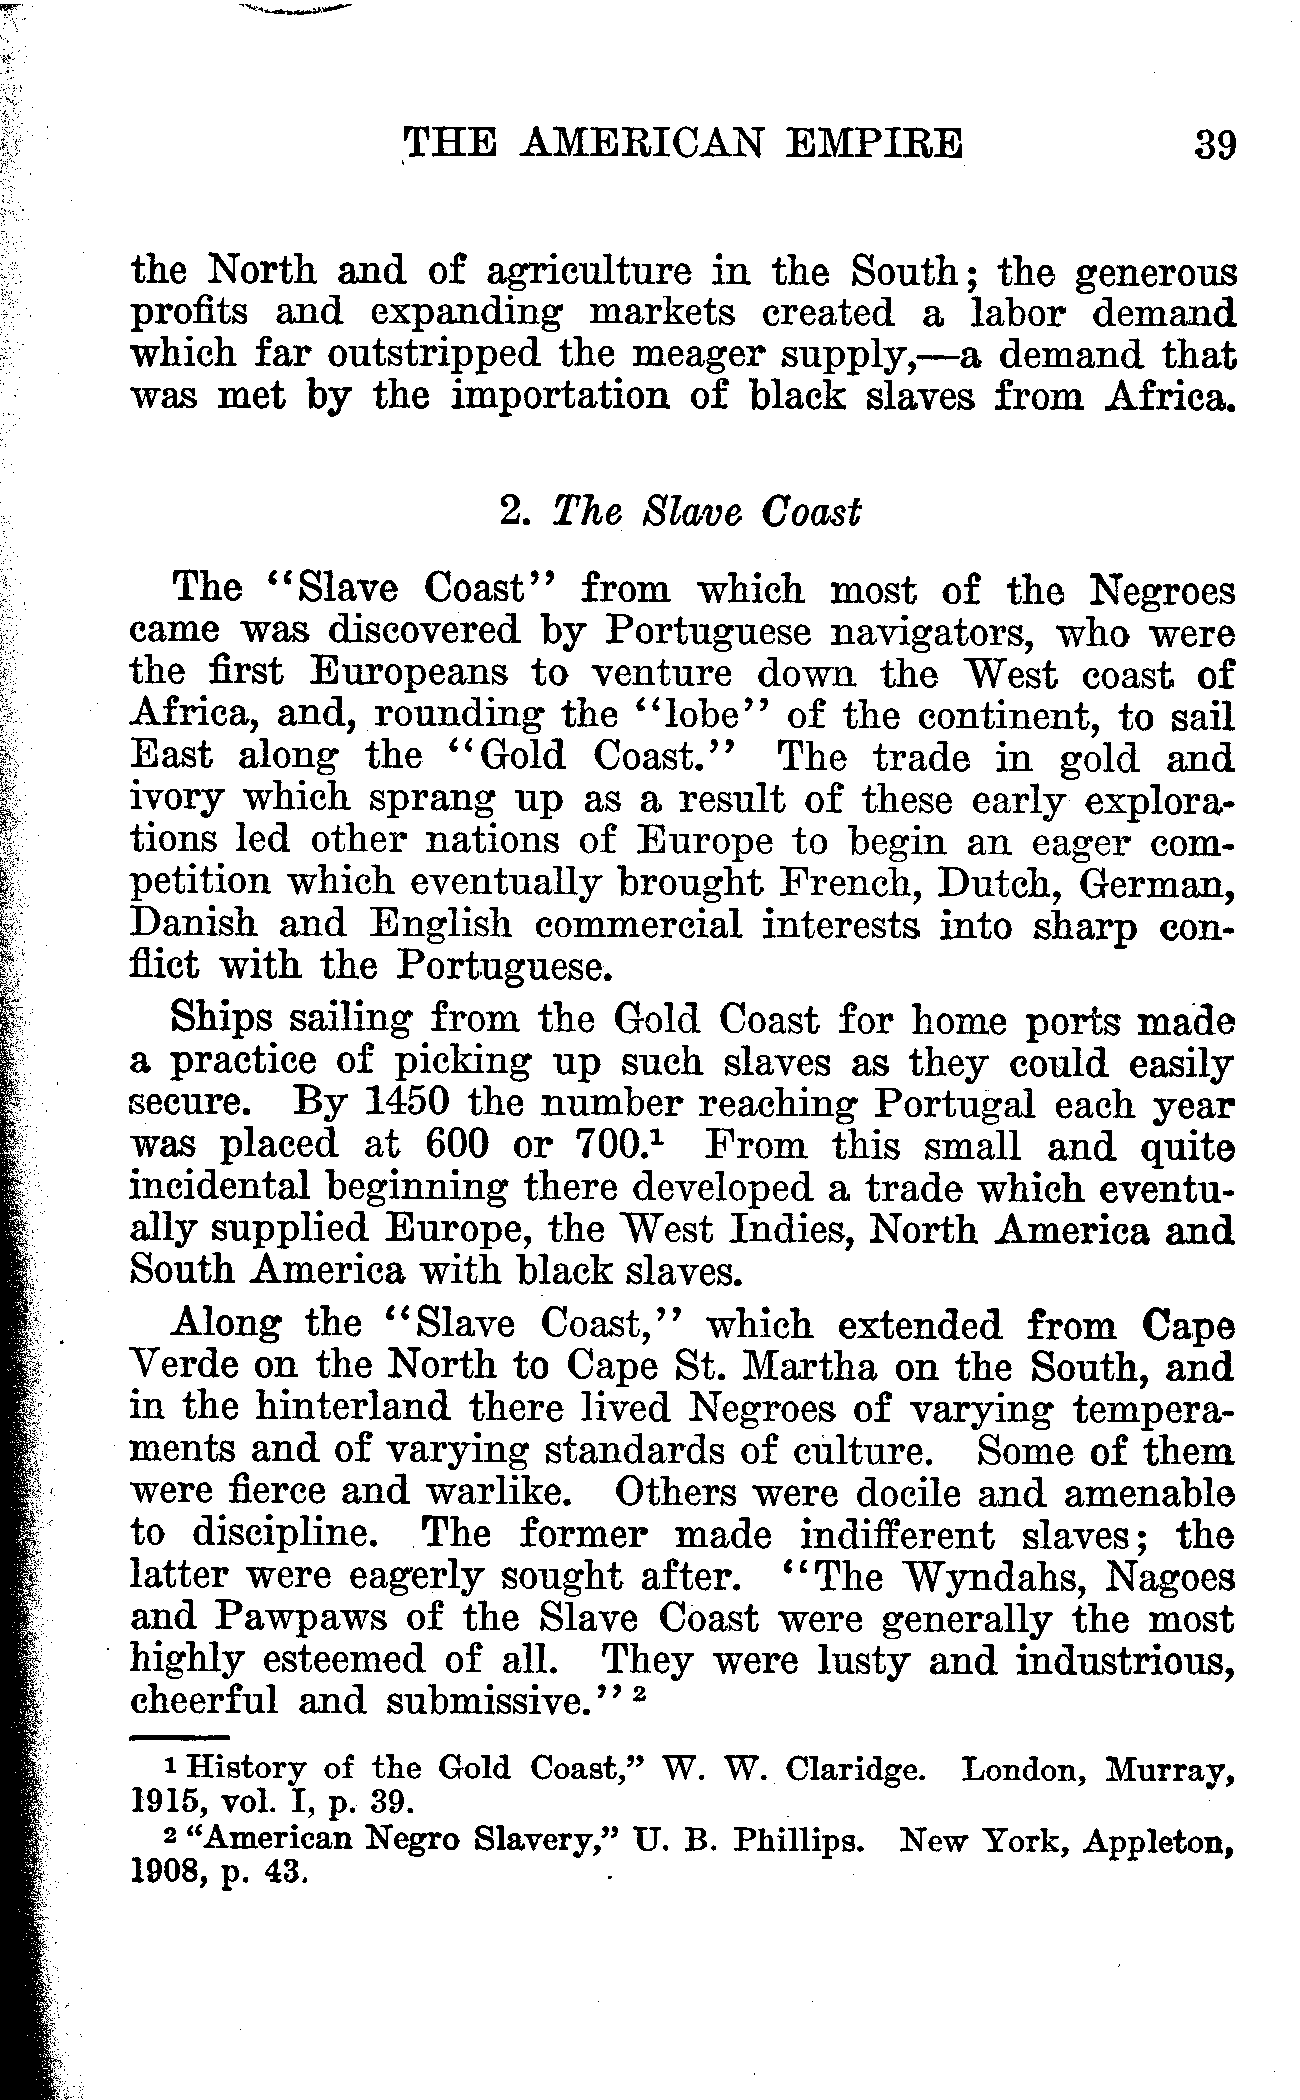 THE AMERICAN EMPIRE 39
the North and of agriculture in the South; the generous
profits and expanding markets created a labor demand
which far outstripped the meager supply,—a demand that
was met by the importation of black slaves from Africa.
2. The Slave Coast
The "Slave Coast" from which most of the Negroes
came was discovered by Portuguese navigators, who were
the first Europeans to venture down the West coast of
Africa, and, rounding the "lobe" of the continent, to sail
East along the "Gold Coast." The trade in gold and
ivory which sprang up as a result of these early explora-
tions led other nations of Europe to begin an eager com-
petition which eventually brought French, Dutch, German,
Danish and English commercial interests into sharp con-
flict with the Portuguese.
Ships sailing from the Gold Coast for home ports made
a practice of picking up such slaves as they could easily
secure. By 1450 the number reaching Portugal each year
was placed at 600 or 700.¹ From this small and quite
incidental beginning there developed a trade which eventu-
ally supplied Europe, the West Indies, North America and
South America with black slaves.
Along the "Slave Coast," which extended from Cape
Verde on the North to Cape St. Martha on the South, and
in the hinterland there lived Negroes of varying tempera-
ments and of varying standards of culture. Some of them
were fierce and warlike. Others were docile and amenable
to discipline. The former made indifferent slaves; the
latter were eagerly sought after. "The Wyndahs, Nagoes
and Pawpaws of the Slave Coast were generally the most
highly esteemed of all. They were lusty and industrious,
cheerful and submissive." ²
¹ History of the Gold Coast," W. W. Claridge. London, Murray,
1915, vol. I, p. 39.
² "American Negro Slavery," U. B. Phillips. New York, Appleton,
1908, p. 43.